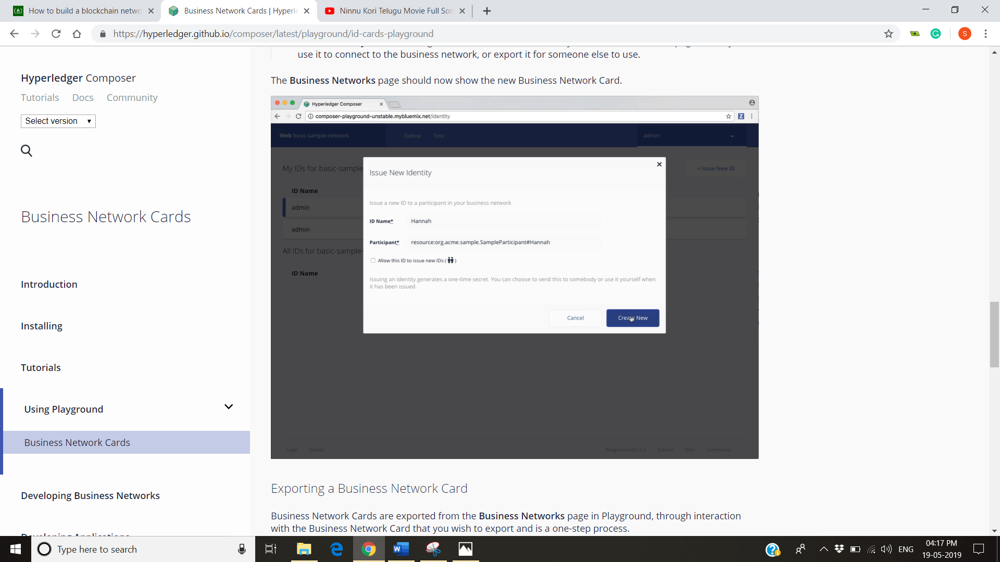 How to build a blockchain netwo
Business Network Cards | Hyperle
Ninnu Kori Telugu Movie Full Son
https://hyperledger.github.io/composer/latest/playground/id-cards-playground
S
Hyperledger Composer
Tutorials Docs Community
Select version
Business Network Cards
Introduction
Installing
Tutorials
Using Playground
Business Network Cards
Developing Business Networks
Developing Applications
use it to connect to the business network, or export it for someone else to use.
The Business Networks page should now show the new Business Network Card.
Hyperledger Composer
composer-playground-unstable.mybluemix.net/identity
Z
Web basic-sample-network Define Test admin
My IDs for basic-sample
+ Issue New ID
ID Name
admin
admin
All IDs for basic-sample-
ID Name
Issue New Identity
Issue a new ID to a participant in your business network
ID Name* Hannah
Participant* resource:org.acme.sample.SampleParticipant#Hannah
Allow this ID to issue new IDs ( )
Issuing an identity generates a one-time secret. You can choose to send this to somebody or use it yourself when
it has been issued.
Cancel Create New
Legal GitHub Playground v0.12.0 Tutorial Docs Community
Exporting a Business Network Card
Business Network Cards are exported from the Business Networks page in Playground, through interaction
with the Business Network Card that you wish to export and is a one-step process.
Type here to search
ENG
04:17 PM
19-05-2019